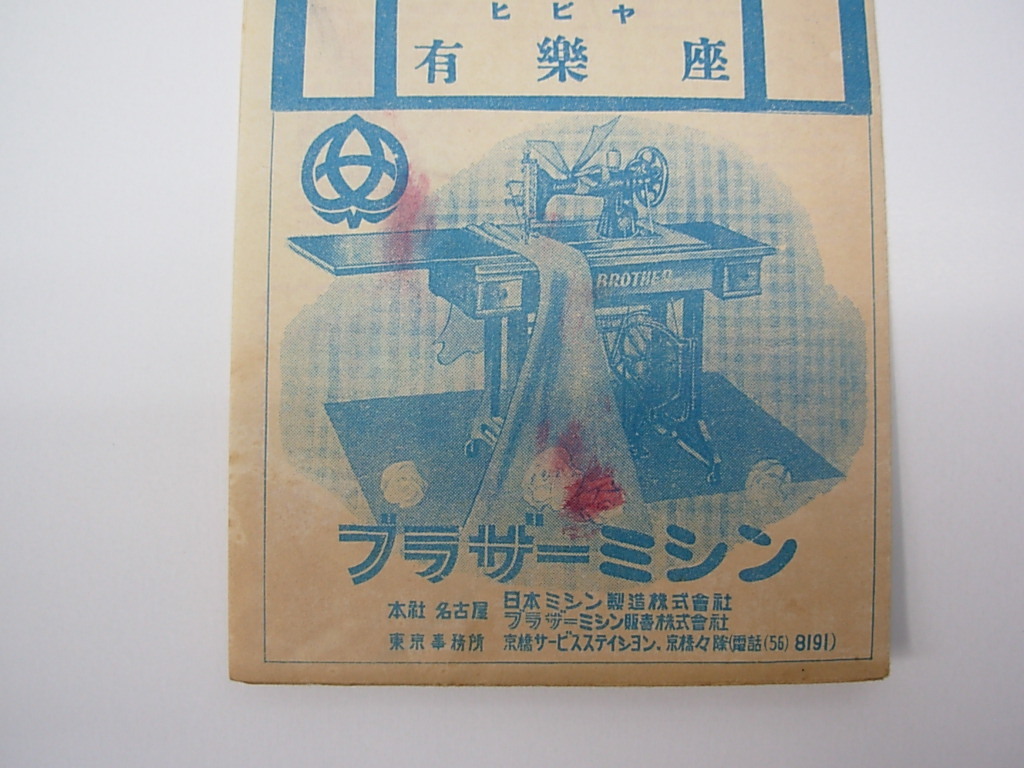 ヒビヤ
有樂座
BROTHER
ブラザーミシン
本社 名古屋 日本ミシン製造株式會社
ブラザーミシン販賣株式會社
東京事務所 京橋サービスステイシヨン、京橋々際(電話(56)8191)